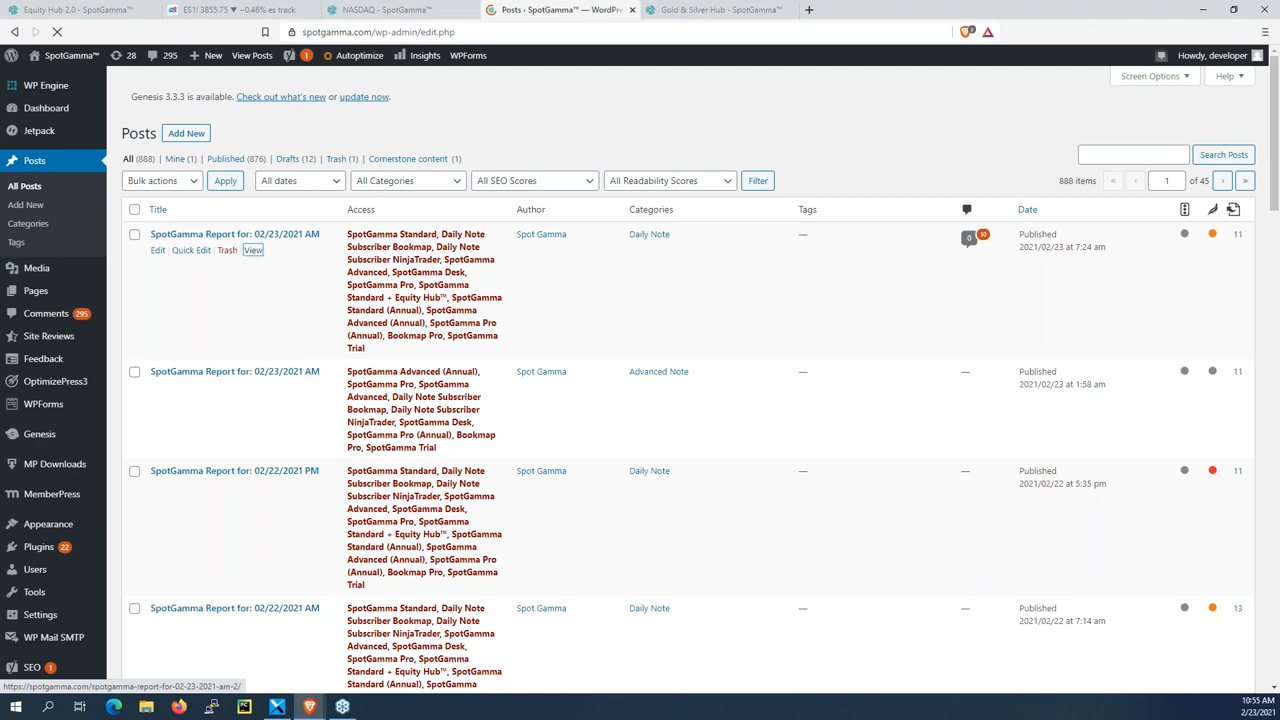 Equity Hub 2.0 - SpotGamma™
ES1! 3855.75 ▼ −0.46% es track
NASDAQ - SpotGamma™
Posts ‹ SpotGamma™ — WordPre
Gold & Silver Hub - SpotGamma™
spotgamma.com/wp-admin/edit.php
SpotGamma™ 28 295 + New View Posts 1 Autoptimize Insights WPForms Howdy, developer
Screen Options ▼ Help ▼
WP Engine
Dashboard
Jetpack
Posts
All Posts
Add New
Categories
Tags
Media
Pages
Comments 295
Site Reviews
Feedback
OptimizePress3
WPForms
Genesis
MP Downloads
MemberPress
Appearance
Plugins 22
Users
Tools
Settings
WP Mail SMTP
SEO 1
Genesis 3.3.3 is available. Check out what's new or update now.
Posts Add New
All (888) | Mine (1) | Published (876) | Drafts (12) | Trash (1) | Cornerstone content (1)
Search Posts
Bulk actions Apply All dates All Categories All SEO Scores All Readability Scores Filter
888 items « ‹ 1 of 45 › »
Title Access Author Categories Tags Date
SpotGamma Report for: 02/23/2021 AM
Edit | Quick Edit | Trash | View
SpotGamma Standard, Daily Note
Subscriber Bookmap, Daily Note
Subscriber NinjaTrader, SpotGamma
Advanced, SpotGamma Desk,
SpotGamma Pro, SpotGamma
Standard + Equity Hub™, SpotGamma
Standard (Annual), SpotGamma
Advanced (Annual), SpotGamma Pro
(Annual), Bookmap Pro, SpotGamma
Trial
Spot Gamma
Daily Note
—
0 10
Published
2021/02/23 at 7:24 am
11
SpotGamma Report for: 02/23/2021 AM
SpotGamma Advanced (Annual),
SpotGamma Pro, SpotGamma
Advanced, Daily Note Subscriber
Bookmap, Daily Note Subscriber
NinjaTrader, SpotGamma Desk,
SpotGamma Pro (Annual), Bookmap
Pro, SpotGamma Trial
Spot Gamma
Advanced Note
—
—
Published
2021/02/23 at 1:58 am
11
SpotGamma Report for: 02/22/2021 PM
SpotGamma Standard, Daily Note
Subscriber Bookmap, Daily Note
Subscriber NinjaTrader, SpotGamma
Advanced, SpotGamma Desk,
SpotGamma Pro, SpotGamma
Standard + Equity Hub™, SpotGamma
Standard (Annual), SpotGamma
Advanced (Annual), SpotGamma Pro
(Annual), Bookmap Pro, SpotGamma
Trial
Spot Gamma
Daily Note
—
—
Published
2021/02/22 at 5:35 pm
11
SpotGamma Report for: 02/22/2021 AM
SpotGamma Standard, Daily Note
Subscriber Bookmap, Daily Note
Subscriber NinjaTrader, SpotGamma
Advanced, SpotGamma Desk,
SpotGamma Pro, SpotGamma
Standard + Equity Hub™, SpotGamma
Standard (Annual), SpotGamma
Spot Gamma
Daily Note
—
—
Published
2021/02/22 at 7:14 am
13
https://spotgamma.com/spotgamma-report-for-02-23-2021-am-2/
10:55 AM
2/23/2021